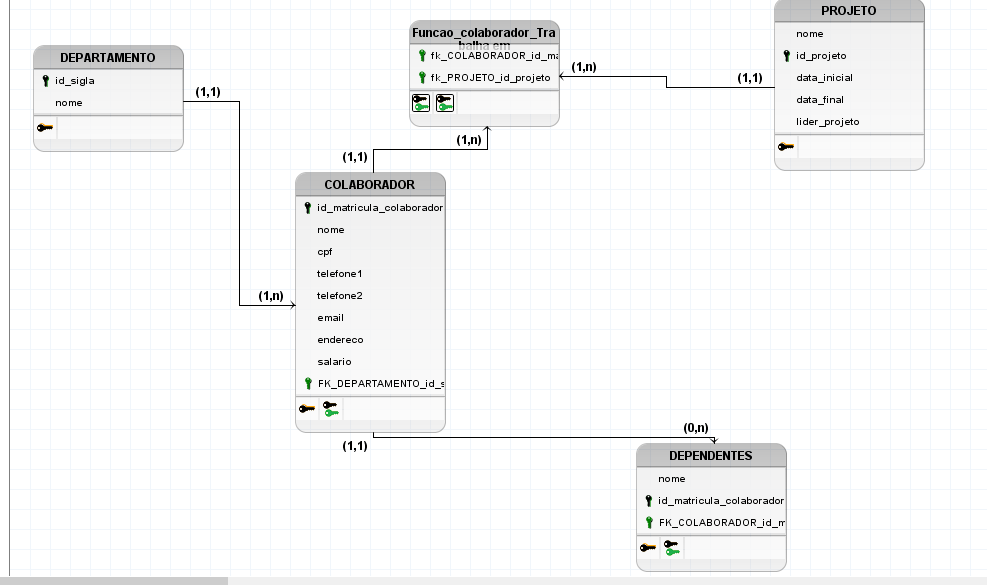 DEPARTAMENTO
id_sigla
nome
(1,1)
(1,n)
Funcao_colaborador_Tra
balha em
fk_COLABORADOR_id_ma
fk_PROJETO_id_projeto
(1,n)
(1,1)
PROJETO
nome
id_projeto
data_inicial
data_final
lider_projeto
(1,n)
(1,1)
COLABORADOR
id_matricula_colaborador
nome
cpf
telefone1
telefone2
email
endereco
salario
FK_DEPARTAMENTO_id_s
(1,1)
(0,n)
DEPENDENTES
nome
id_matricula_colaborador
FK_COLABORADOR_id_m